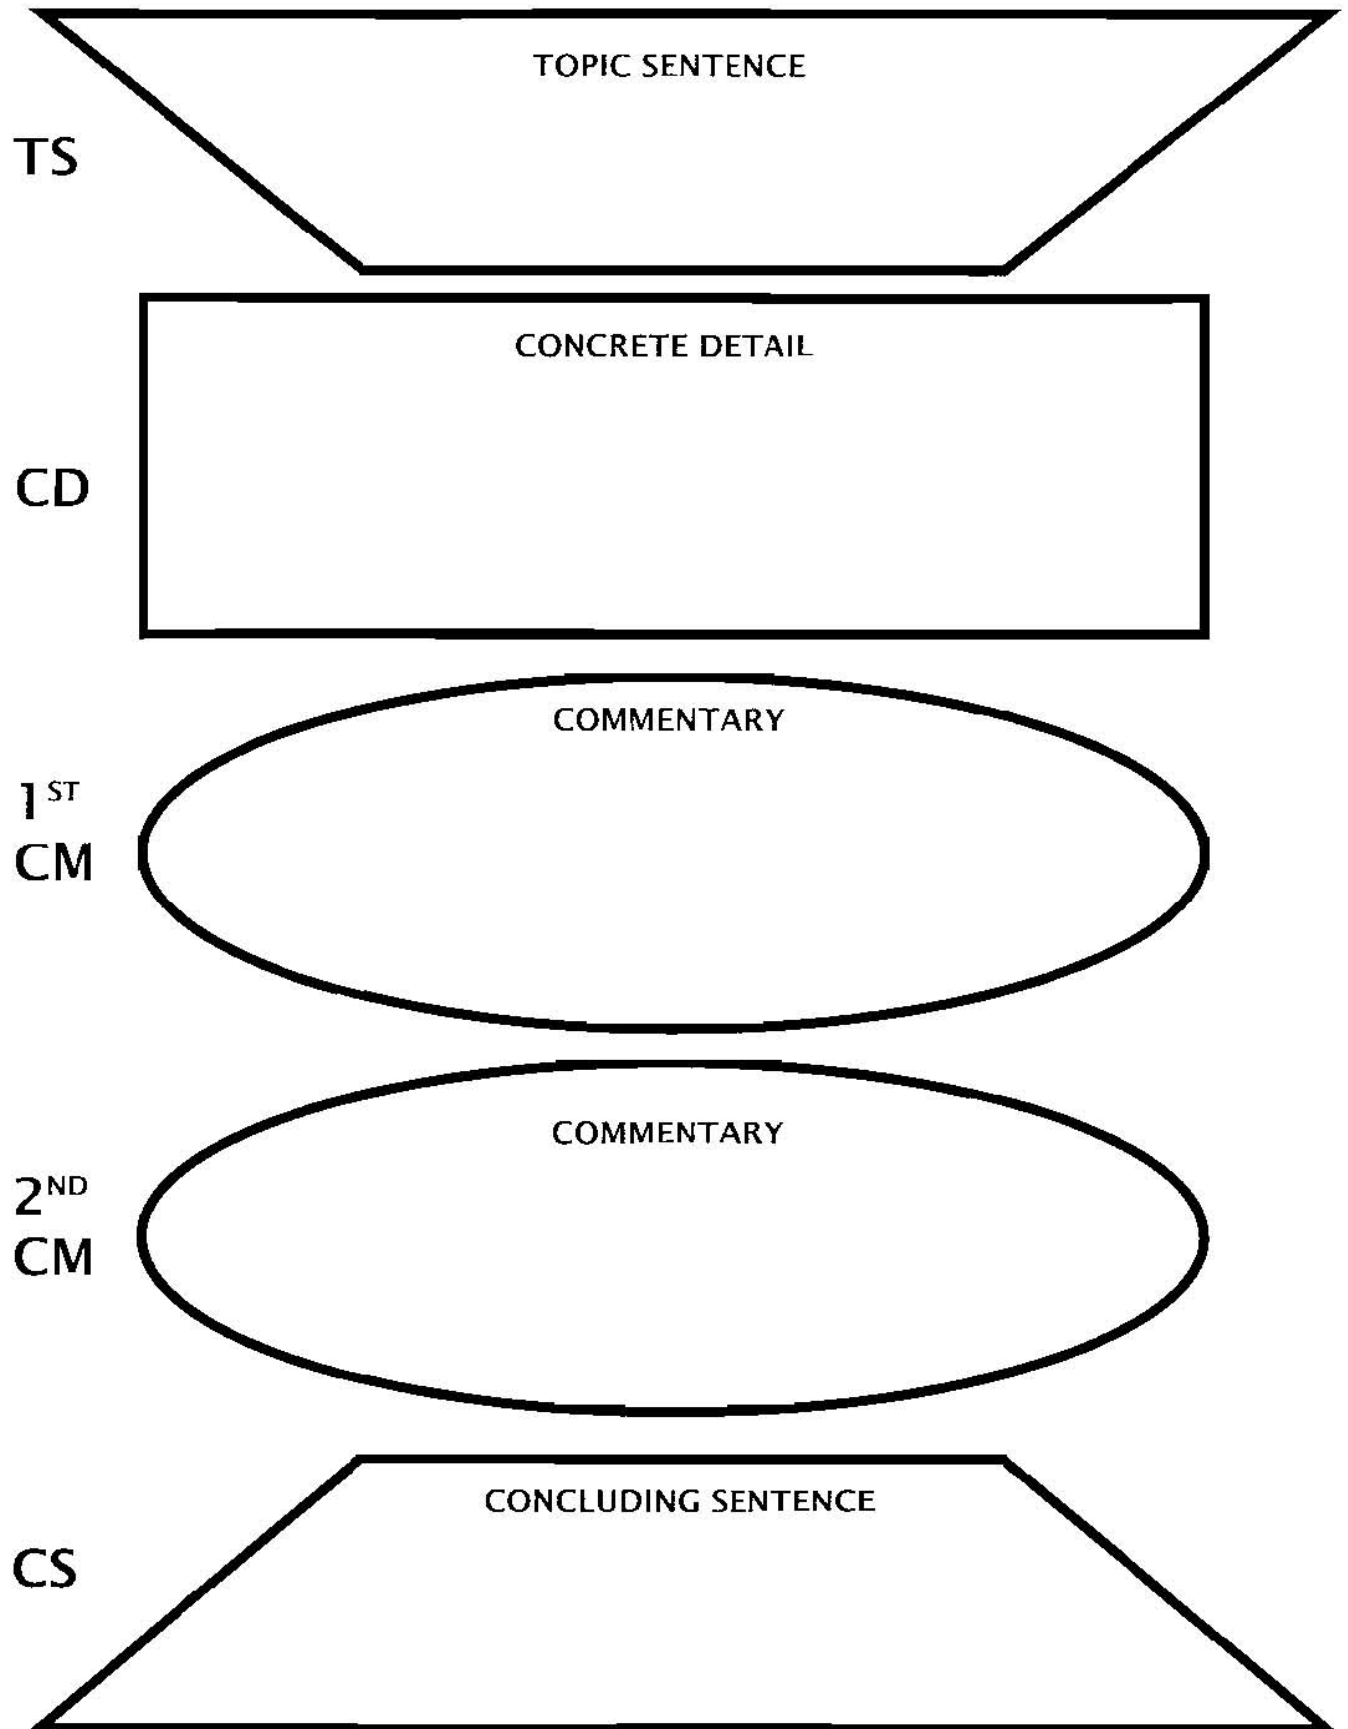 TOPIC SENTENCE
TS
CONCRETE DETAIL
CD
COMMENTARY
1ST
CM
COMMENTARY
2ND
CM
CONCLUDING SENTENCE
CS